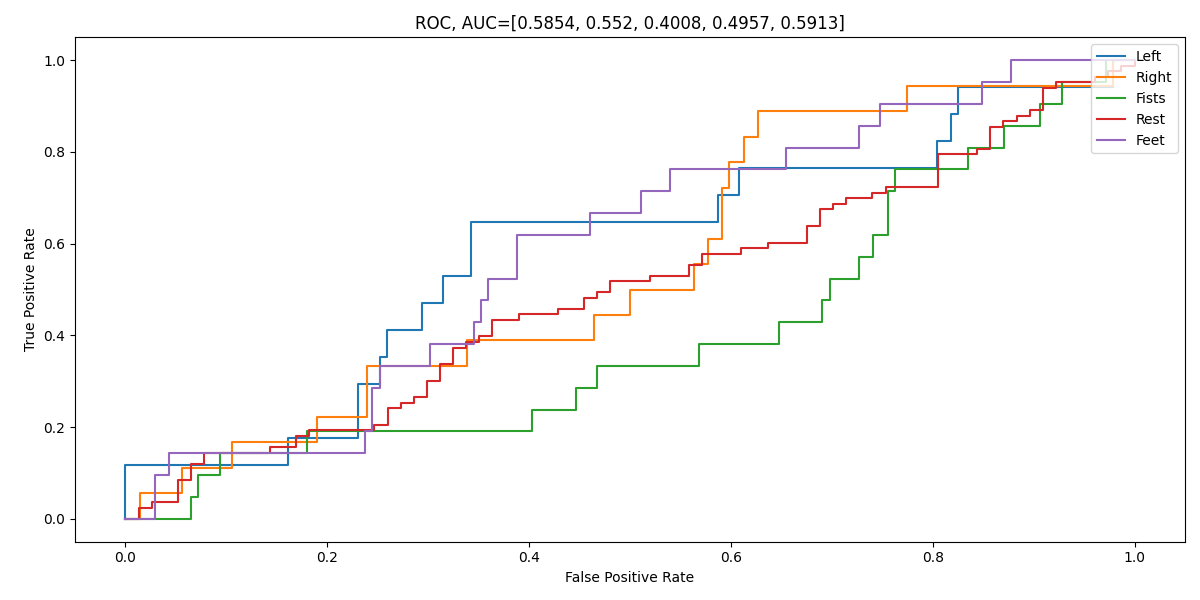 ROC, AUC=[0.5854, 0.552, 0.4008, 0.4957, 0.5913]
Left
Right
Fists
Rest
Feet
True Positive Rate
1.0
0.8
0.6
0.4
0.2
0.0
0.0 0.2 0.4 0.6 0.8 1.0
False Positive Rate